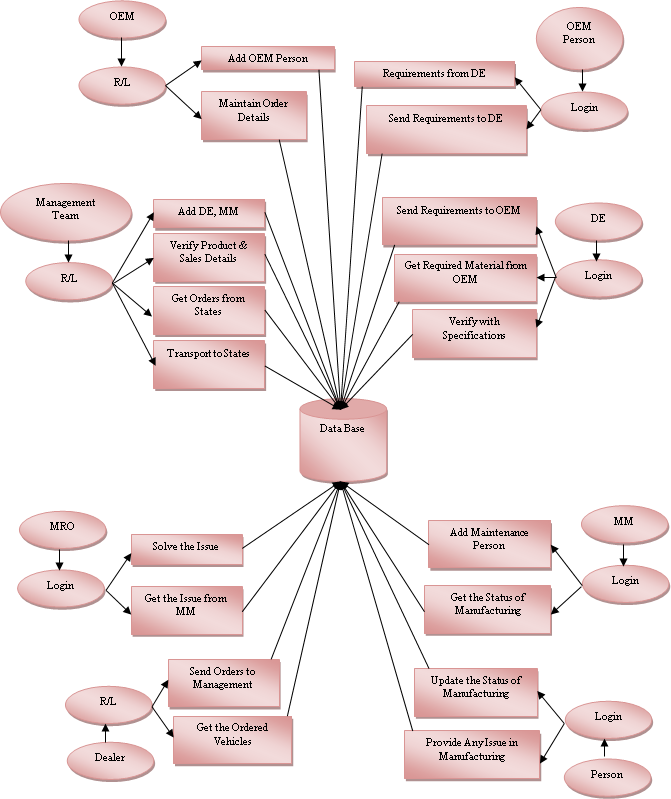 OEM
R/L
Add OEM Person
Maintain Order
Details
OEM
Person
Login
Requirements from DE
Send Requirements to DE
Management
Team
R/L
Add DE, MM
Verify Product &
Sales Details
Get Orders from
States
Transport to States
Send Requirements to OEM
Get Required Material from
OEM
Verify with
Specifications
DE
Login
Data Base
MRO
Login
Solve the Issue
Get the Issue from
MM
Add Maintenance
Person
Get the Status of
Manufacturing
MM
Login
R/L
Dealer
Send Orders to
Management
Get the Ordered
Vehicles
Update the Status of
Manufacturing
Provide Any Issue in
Manufacturing
Login
Person